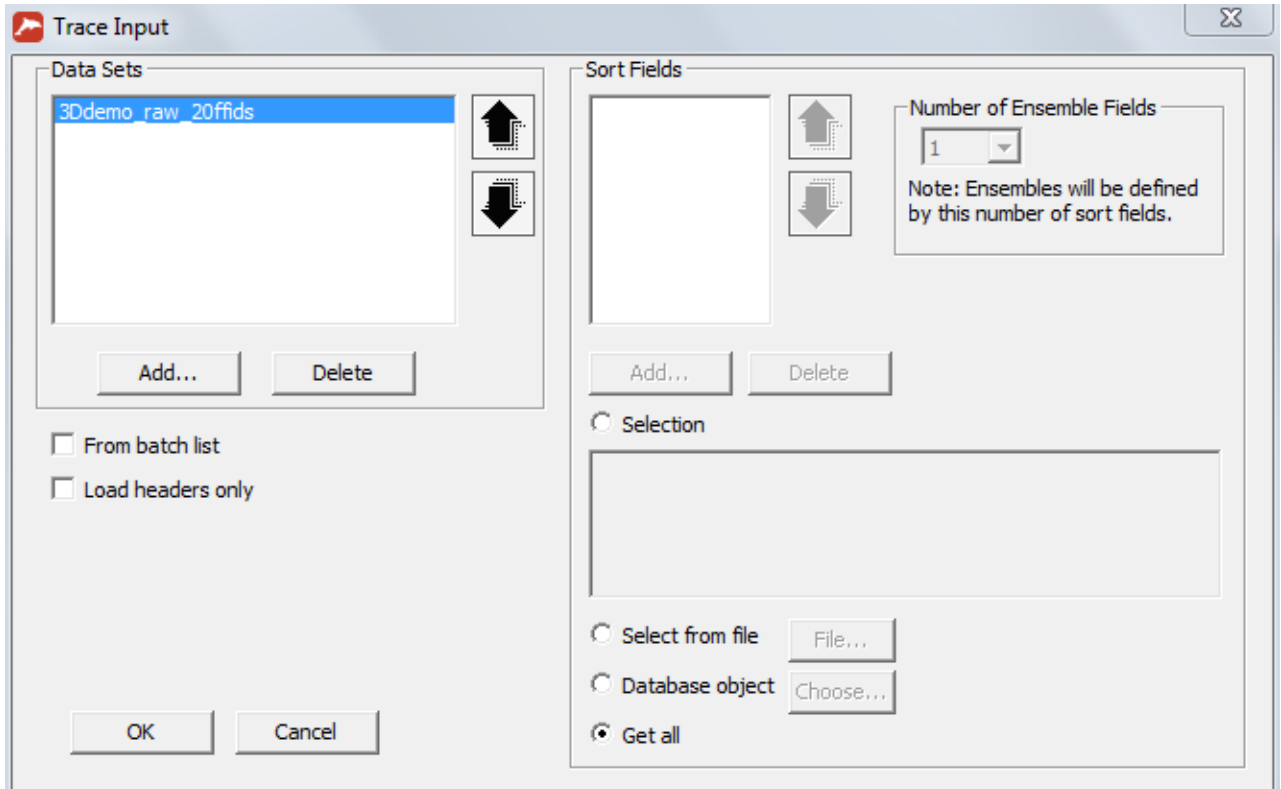 Trace Input
Data Sets
3Ddemo_raw_20ffids
Add...
Delete
From batch list
Load headers only
OK
Cancel
Sort Fields
Number of Ensemble Fields
1
Note: Ensembles will be defined
by this number of sort fields.
Add...
Delete
Selection
Select from file
File...
Database object
Choose...
Get all